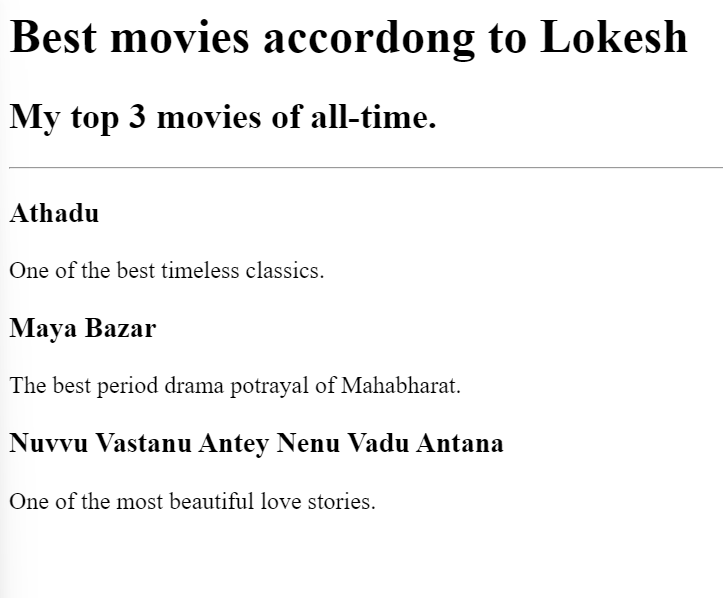 Best movies accordong to Lokesh
My top 3 movies of all-time.
Athadu
One of the best timeless classics.
Maya Bazar
The best period drama potrayal of Mahabharat.
Nuvvu Vastanu Antey Nenu Vadu Antana
One of the most beautiful love stories.